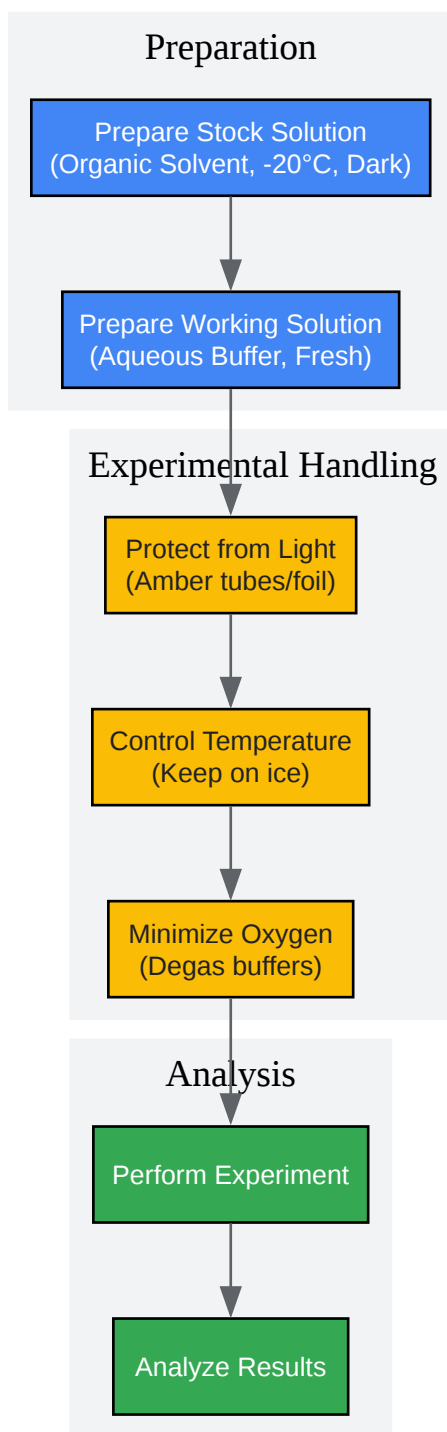 Preparation
Prepare Stock Solution
(Organic Solvent, -20°C, Dark)
Prepare Working Solution
(Aqueous Buffer, Fresh)
Experimental Handling
Protect from Light
(Amber tubes/foil)
Control Temperature
(Keep on ice)
Minimize Oxygen
(Degas buffers)
Analysis
Perform Experiment
Analyze Results